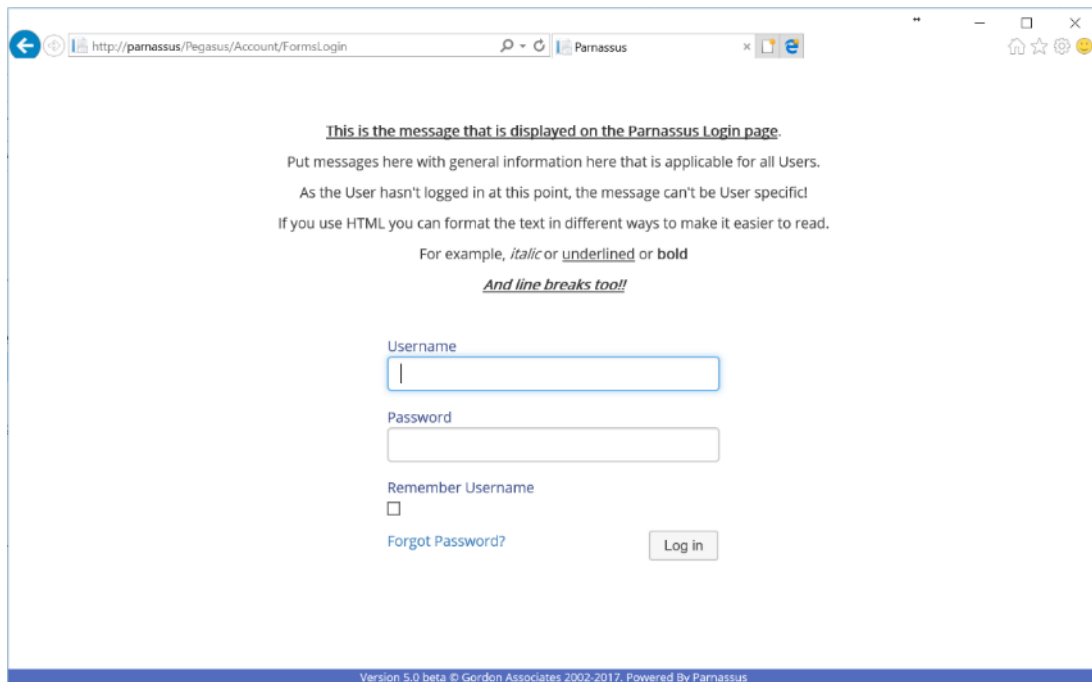 http://parnassus/Pegasus/Account/FormsLogin
Parnassus
This is the message that is displayed on the Parnassus Login page.
Put messages here with general information here that is applicable for all Users.
As the User hasn't logged in at this point, the message can't be User specific!
If you use HTML you can format the text in different ways to make it easier to read.
For example, italic or underlined or bold
And line breaks too!!
Username
Password
Remember Username
Forgot Password?
Log in
Version 5.0 beta © Gordon Associates 2002-2017. Powered By Parnassus